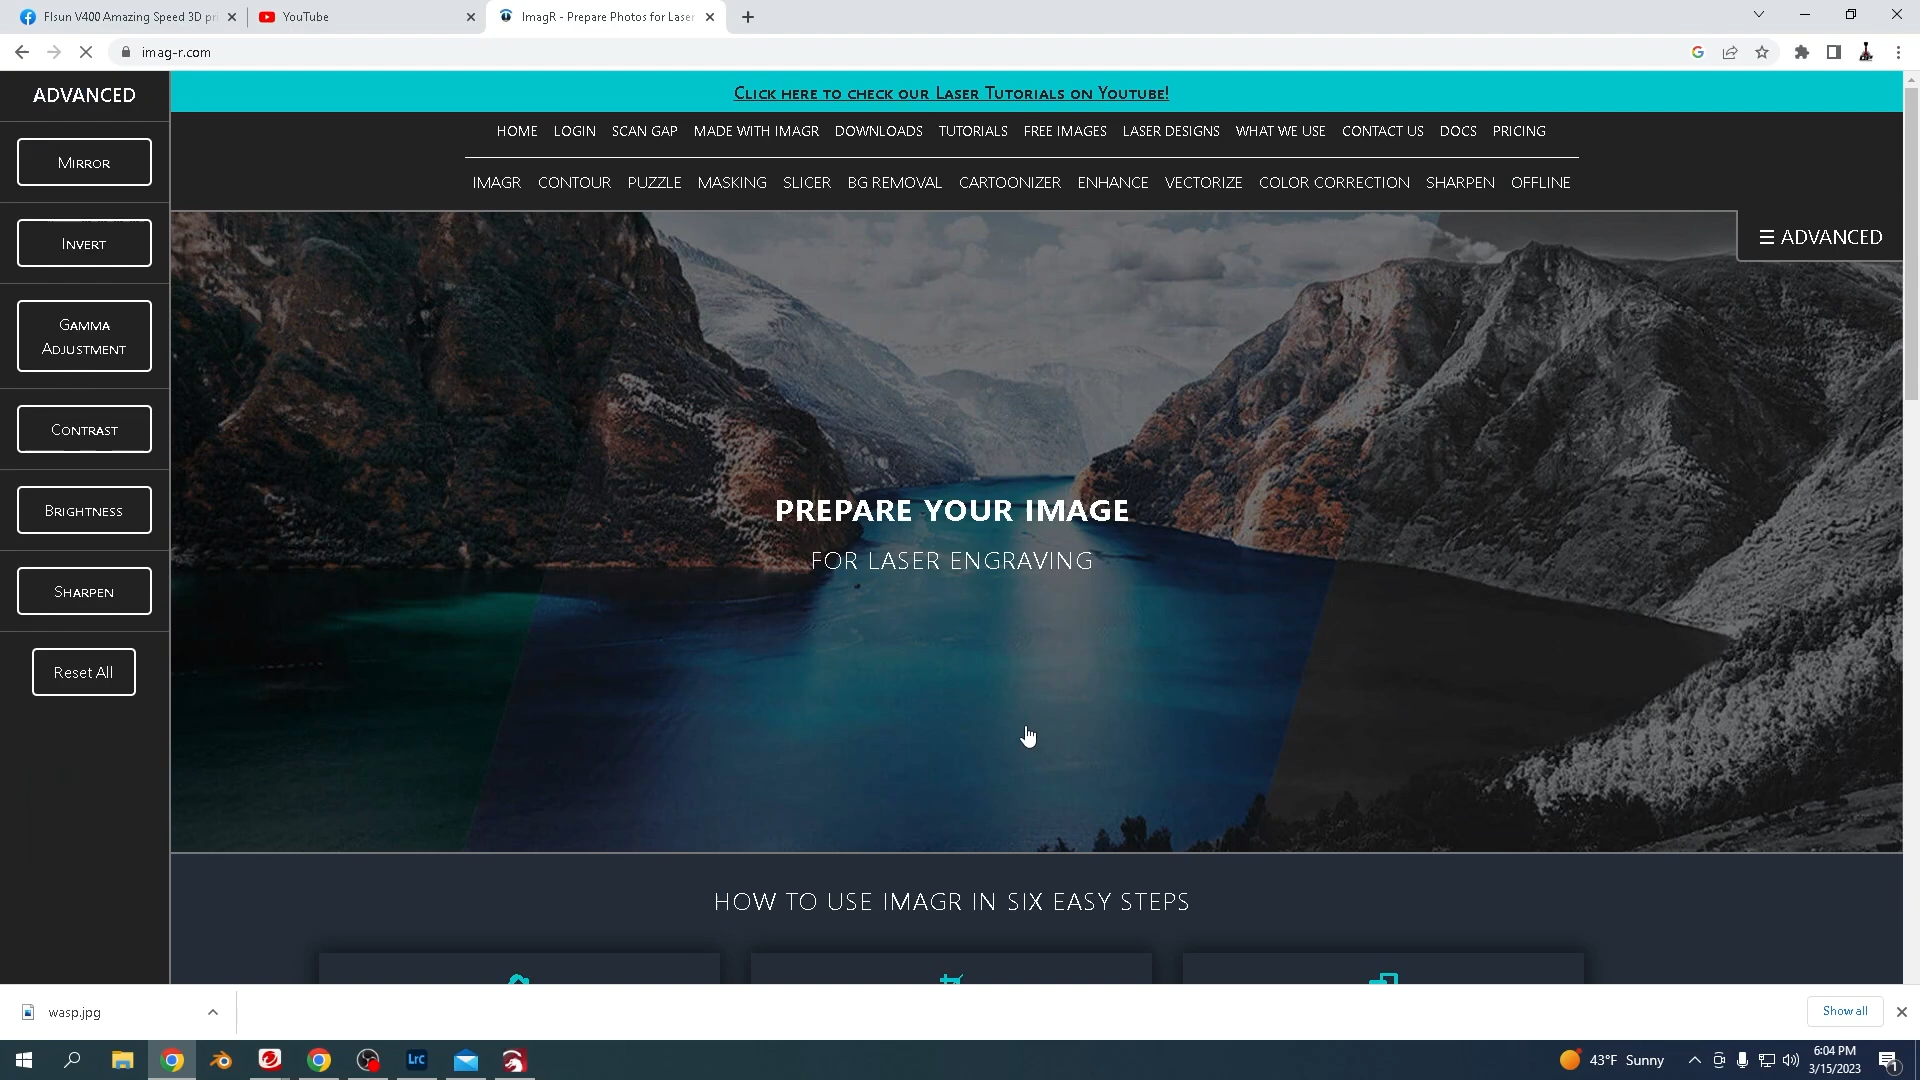 Flsun V400 Amazing Speed 3D pri
YouTube
ImagR - Prepare Photos for Laser
imag-r.com
ADVANCED
Mirror
Invert
Gamma
Adjustment
Contrast
Brightness
Sharpen
Reset All
Click here to check our Laser Tutorials on Youtube!
HOME LOGIN SCAN GAP MADE WITH IMAGR DOWNLOADS TUTORIALS FREE IMAGES LASER DESIGNS WHAT WE USE CONTACT US DOCS PRICING
IMAGR CONTOUR PUZZLE MASKING SLICER BG REMOVAL CARTOONIZER ENHANCE VECTORIZE COLOR CORRECTION SHARPEN OFFLINE
☰ ADVANCED
PREPARE YOUR IMAGE
FOR LASER ENGRAVING
HOW TO USE IMAGR IN SIX EASY STEPS
wasp.jpg
Show all
Lrc
43°F Sunny
6:04 PM
3/15/2023
1